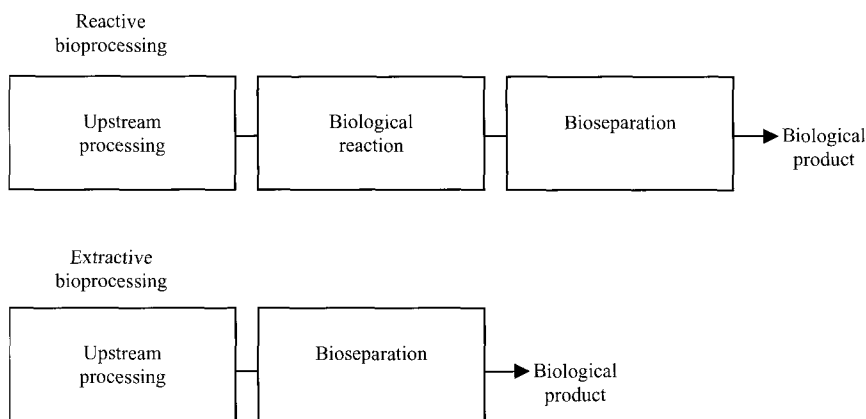 Reactive
bioprocessing
Upstream
processing
Biological
reaction
Bioseparation
Biological
product
Extractive
bioprocessing
Upstream
processing
Bioseparation
Biological
product